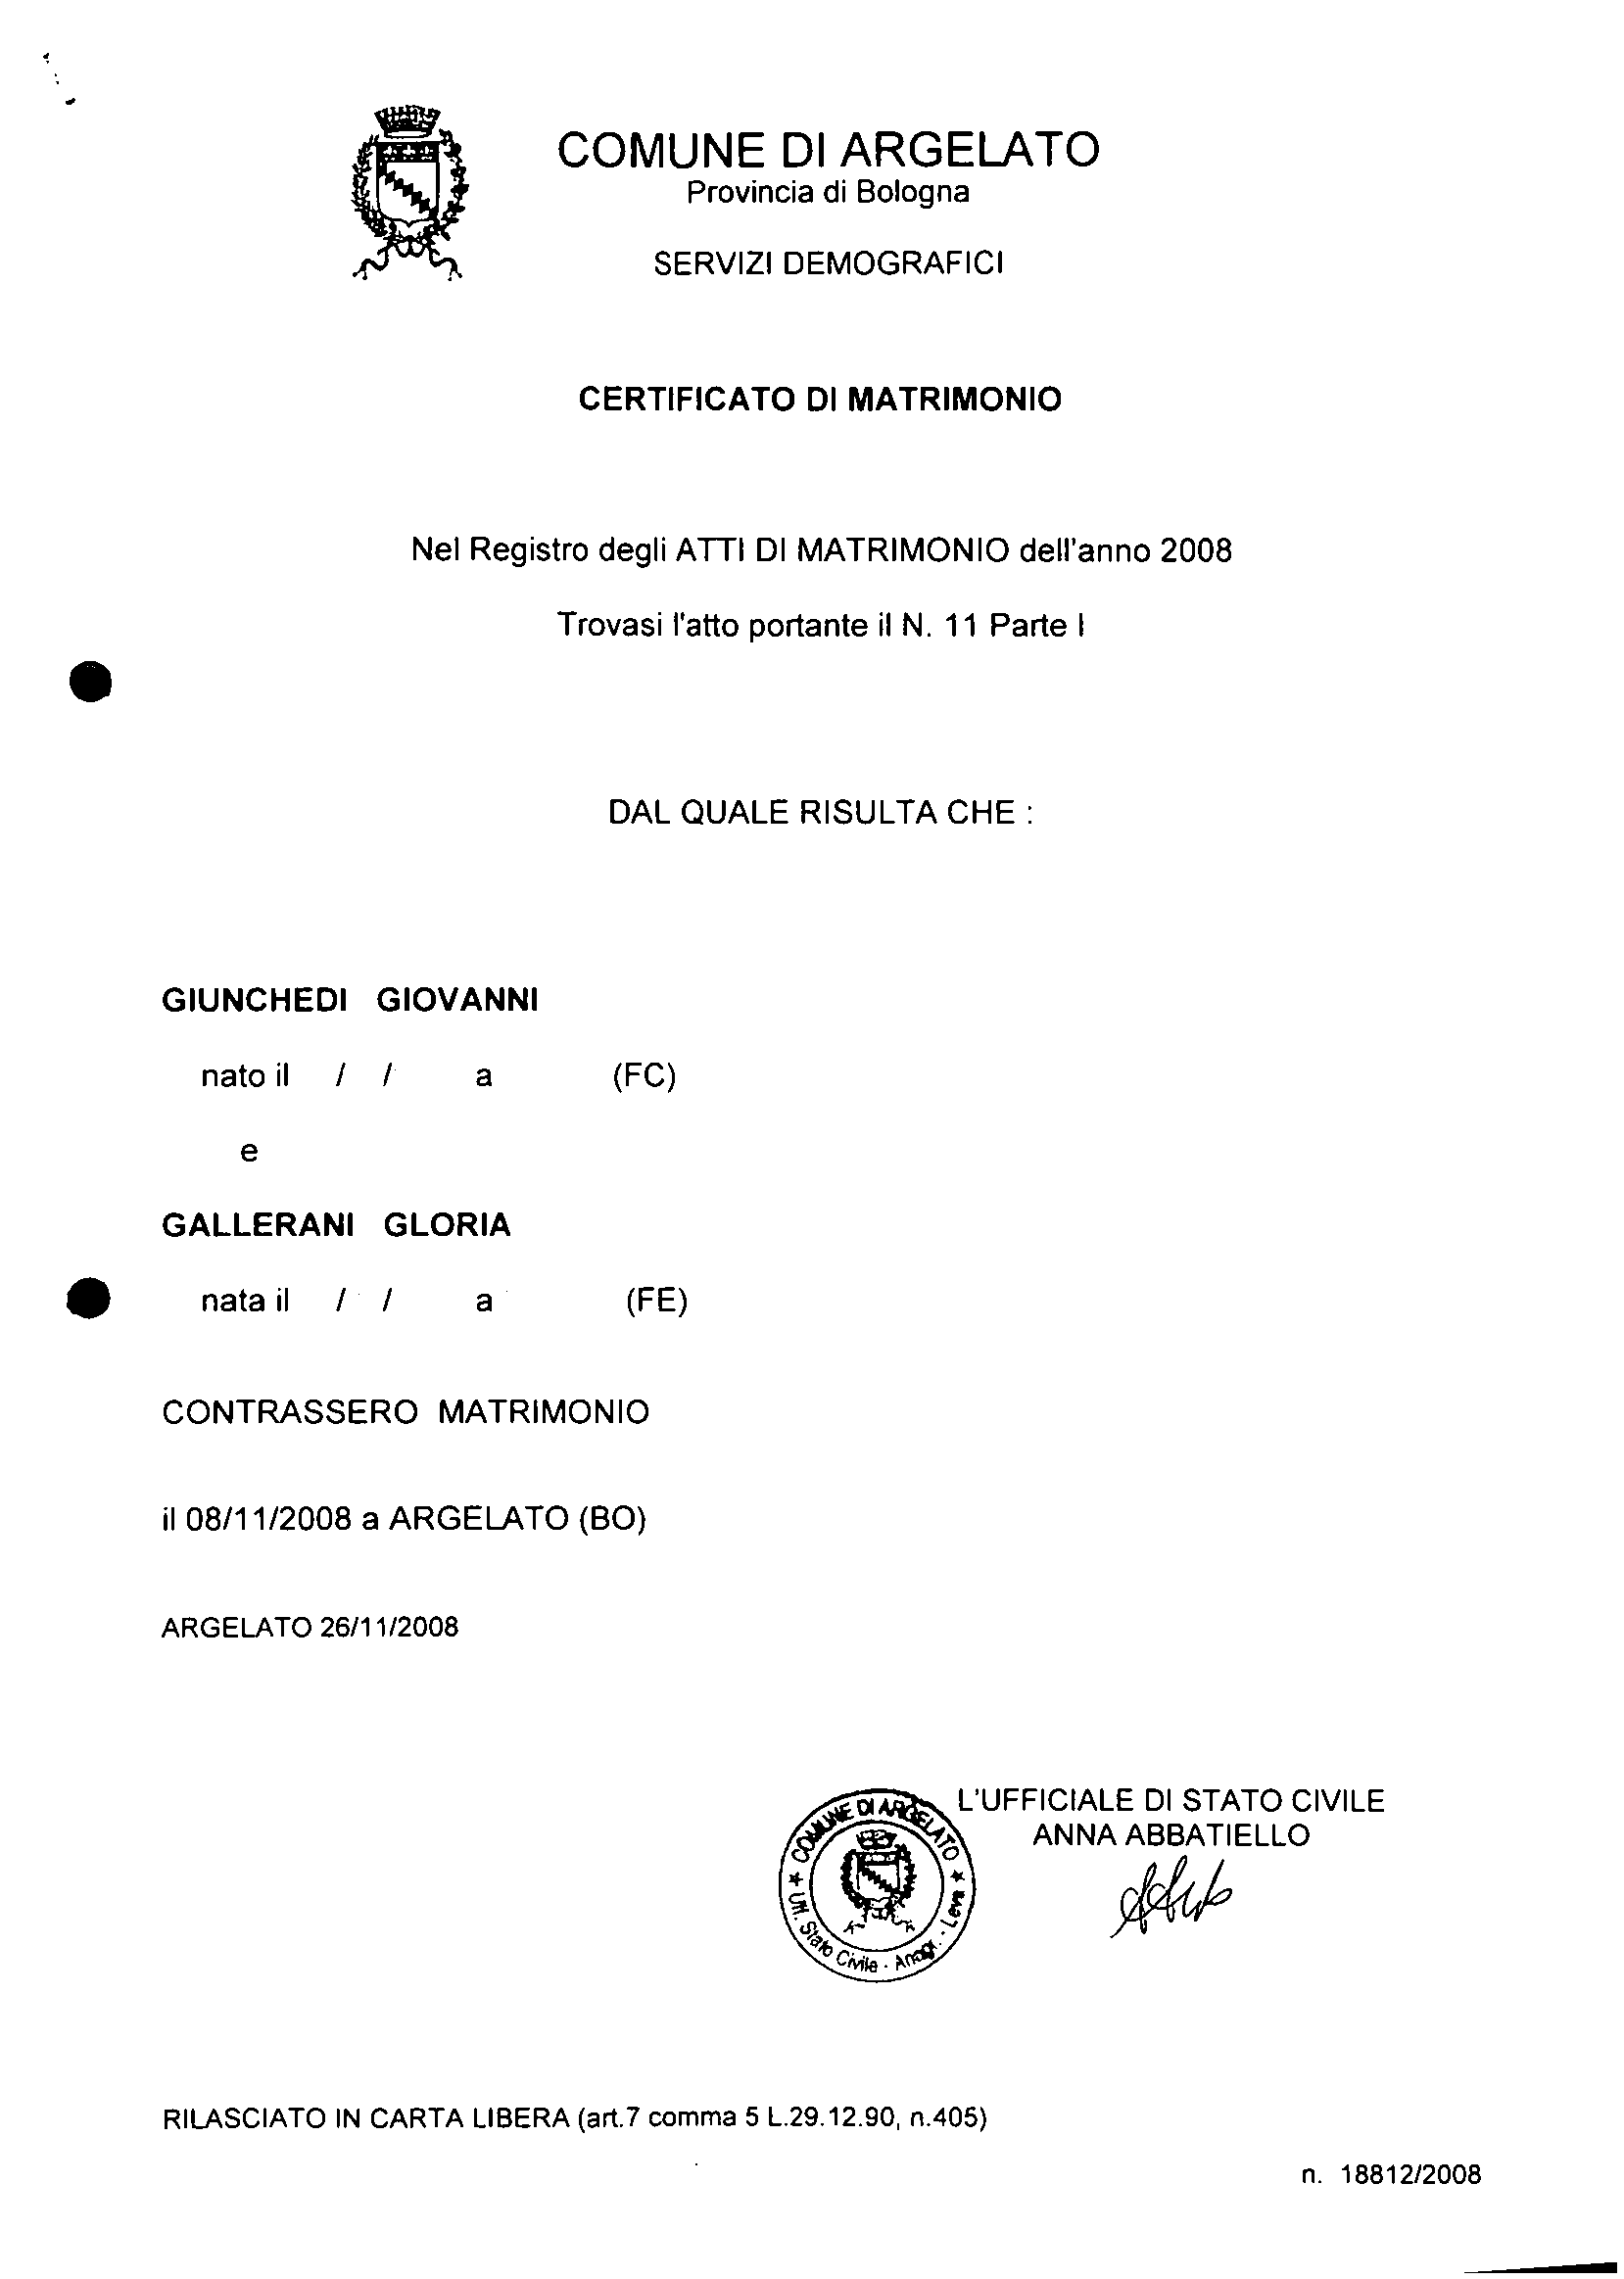 COMUNE DI ARGELATO
Provincia di Bologna
SERVIZI DEMOGRAFICI
CERTIFICATO DI MATRIMONIO
Nel Registro degli ATTI DI MATRIMONIO dell'anno 2008
Trovasi l'atto portante il N. 11 Parte I
DAL QUALE RISULTA CHE :
GIUNCHEDI GIOVANNI
nato il / / a (FC)
e
GALLERANI GLORIA
nata il / / a (FE)
CONTRASSERO MATRIMONIO
il 08/11/2008 a ARGELATO (BO)
ARGELATO 26/11/2008
L'UFFICIALE DI STATO CIVILE
ANNA ABBATIELLO
COMUNE DI ARGELATO
Uff. Stato Civile - Anagr. - Leva
RILASCIATO IN CARTA LIBERA (art.7 comma 5 L.29.12.90, n.405)
n. 18812/2008